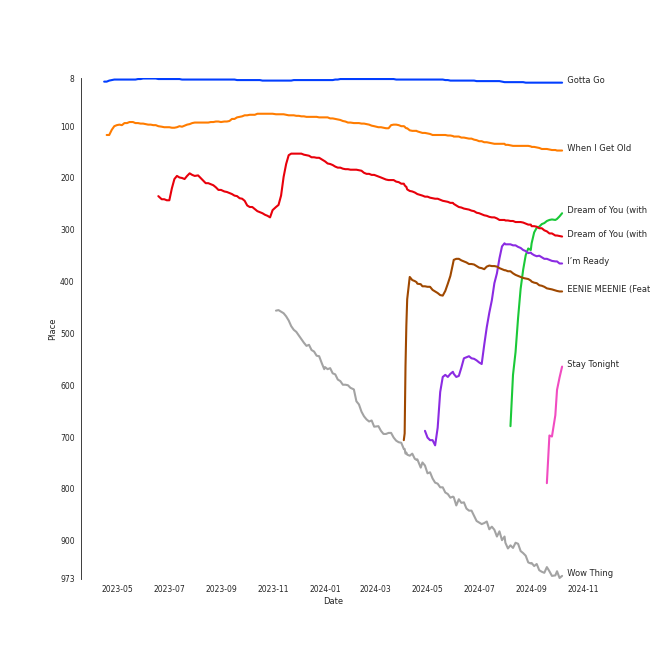 8
100
200
300
400
500
600
700
800
900
973
Place
2023-05
2023-07
2023-09
2023-11
2024-01
2024-03
2024-05
2024-07
2024-09
2024-11
Date
Gotta Go
When I Get Old
Dream of You (with
Dream of You (with
I'm Ready
EENIE MEENIE (Feat
Stay Tonight
Wow Thing